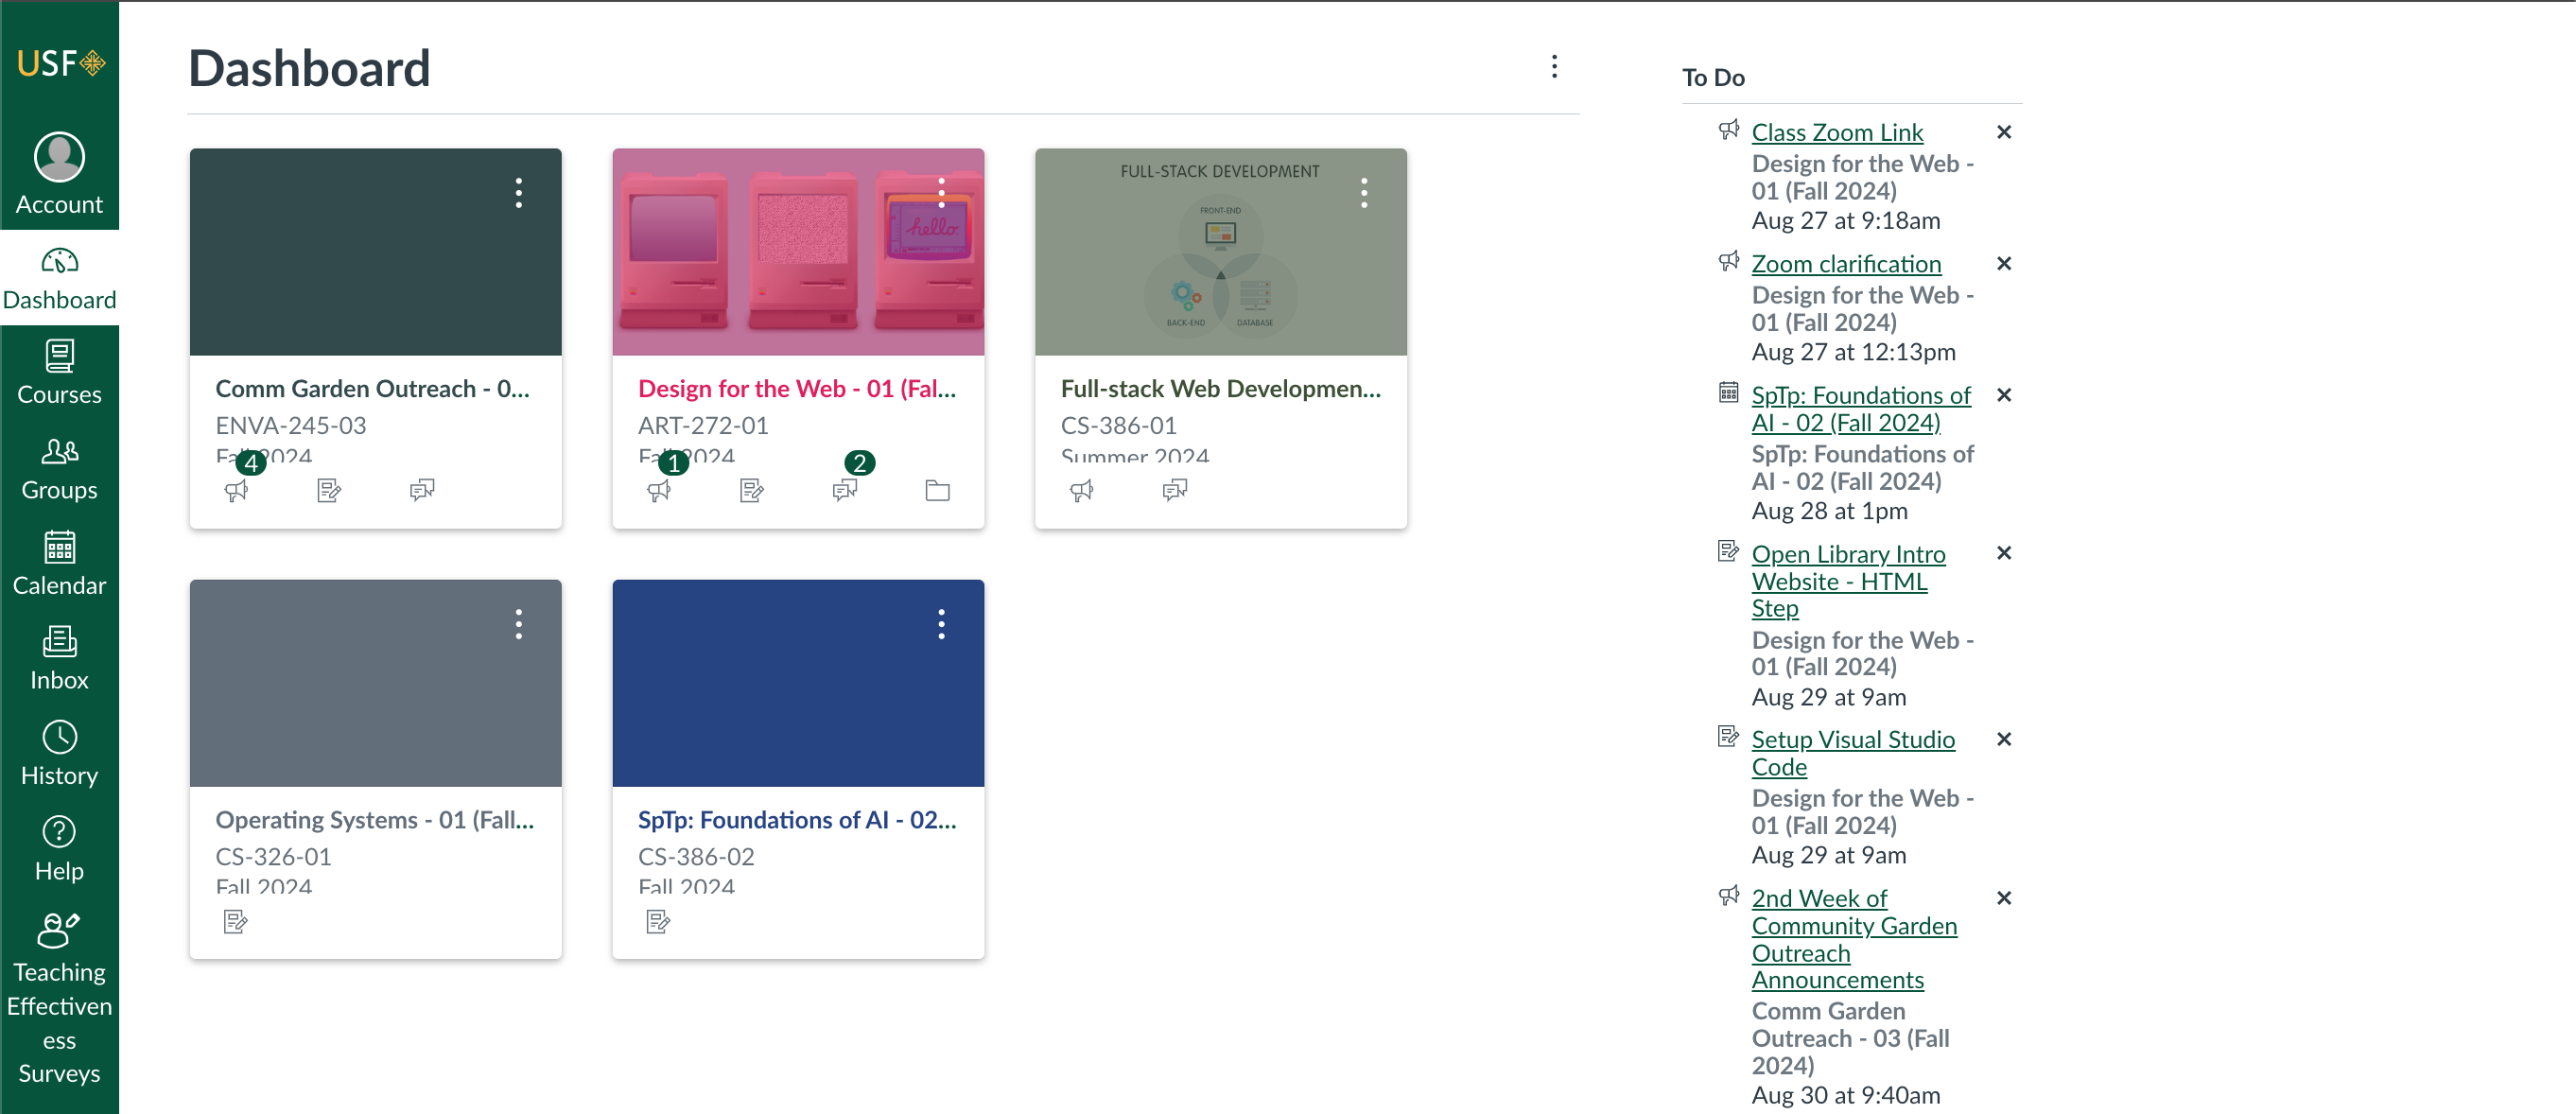 USF
Account
Dashboard
Courses
Groups
Calendar
Inbox
History
Help
Teaching
Effectiven
ess
Surveys
Dashboard
Comm Garden Outreach - 0...
ENVA-245-03
Fall 2024
4
hello.
Design for the Web - 01 (Fal...
ART-272-01
Fall 2024
1
2
FULL-STACK DEVELOPMENT
FRONT-END
BACK-END
DATABASE
Full-stack Web Developmen...
CS-386-01
Summer 2024
Operating Systems - 01 (Fall...
CS-326-01
Fall 2024
SpTp: Foundations of AI - 02...
CS-386-02
Fall 2024
To Do
Class Zoom Link
Design for the Web -
01 (Fall 2024)
Aug 27 at 9:18am
Zoom clarification
Design for the Web -
01 (Fall 2024)
Aug 27 at 12:13pm
SpTp: Foundations of
AI - 02 (Fall 2024)
SpTp: Foundations of
AI - 02 (Fall 2024)
Aug 28 at 1pm
Open Library Intro
Website - HTML
Step
Design for the Web -
01 (Fall 2024)
Aug 29 at 9am
Setup Visual Studio
Code
Design for the Web -
01 (Fall 2024)
Aug 29 at 9am
2nd Week of
Community Garden
Outreach
Announcements
Comm Garden
Outreach - 03 (Fall
2024)
Aug 30 at 9:40am